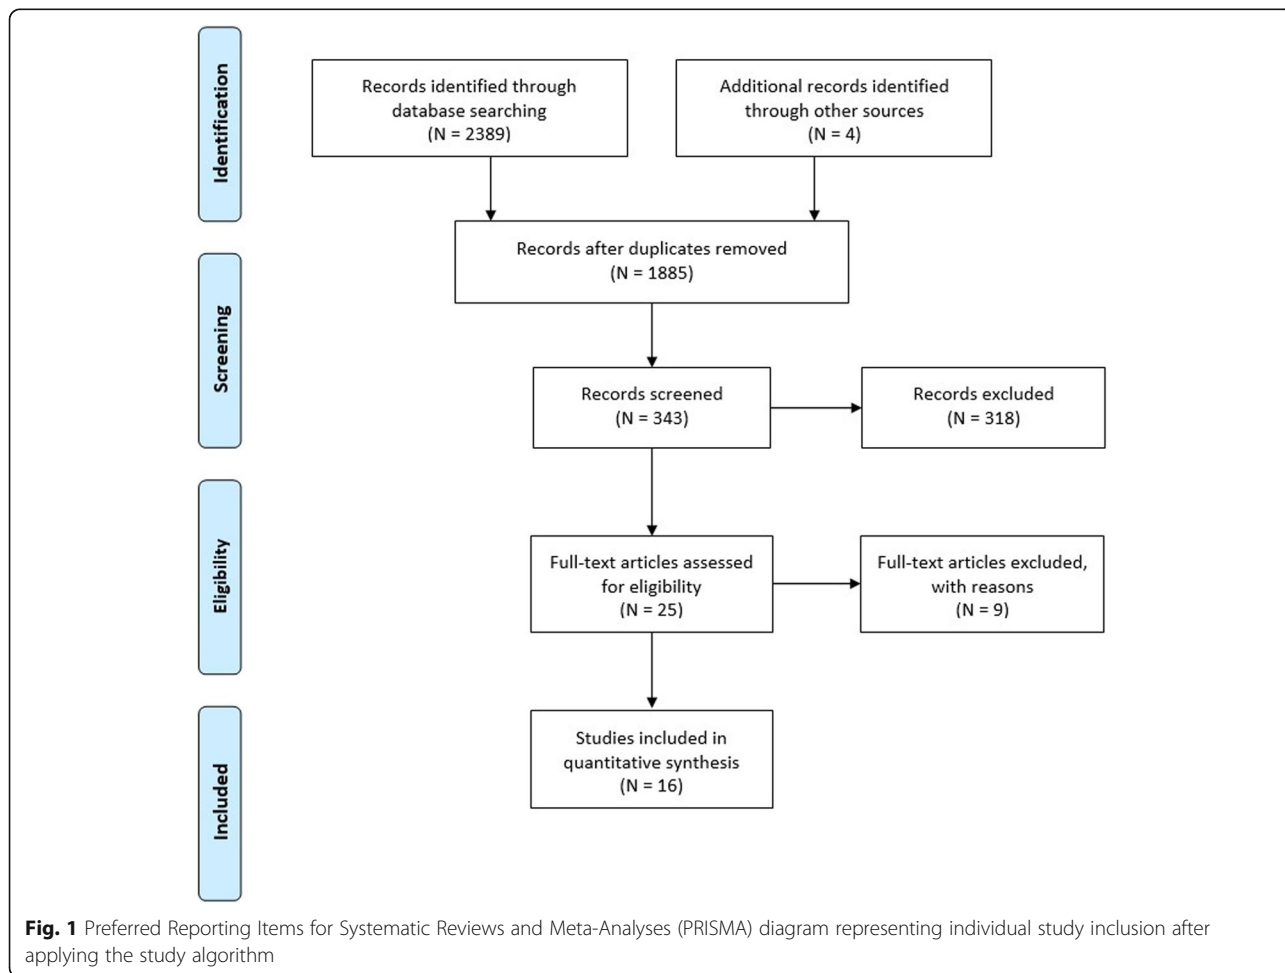 Identification
Records identified through
database searching
(N = 2389)
Additional records identified
through other sources
(N = 4)
Records after duplicates removed
(N = 1885)
Screening
Records screened
(N = 343)
Records excluded
(N = 318)
Eligibility
Full-text articles assessed
for eligibility
(N = 25)
Full-text articles excluded,
with reasons
(N = 9)
Included
Studies included in
quantitative synthesis
(N = 16)
Fig. 1 Preferred Reporting Items for Systematic Reviews and Meta-Analyses (PRISMA) diagram representing individual study inclusion after
applying the study algorithm